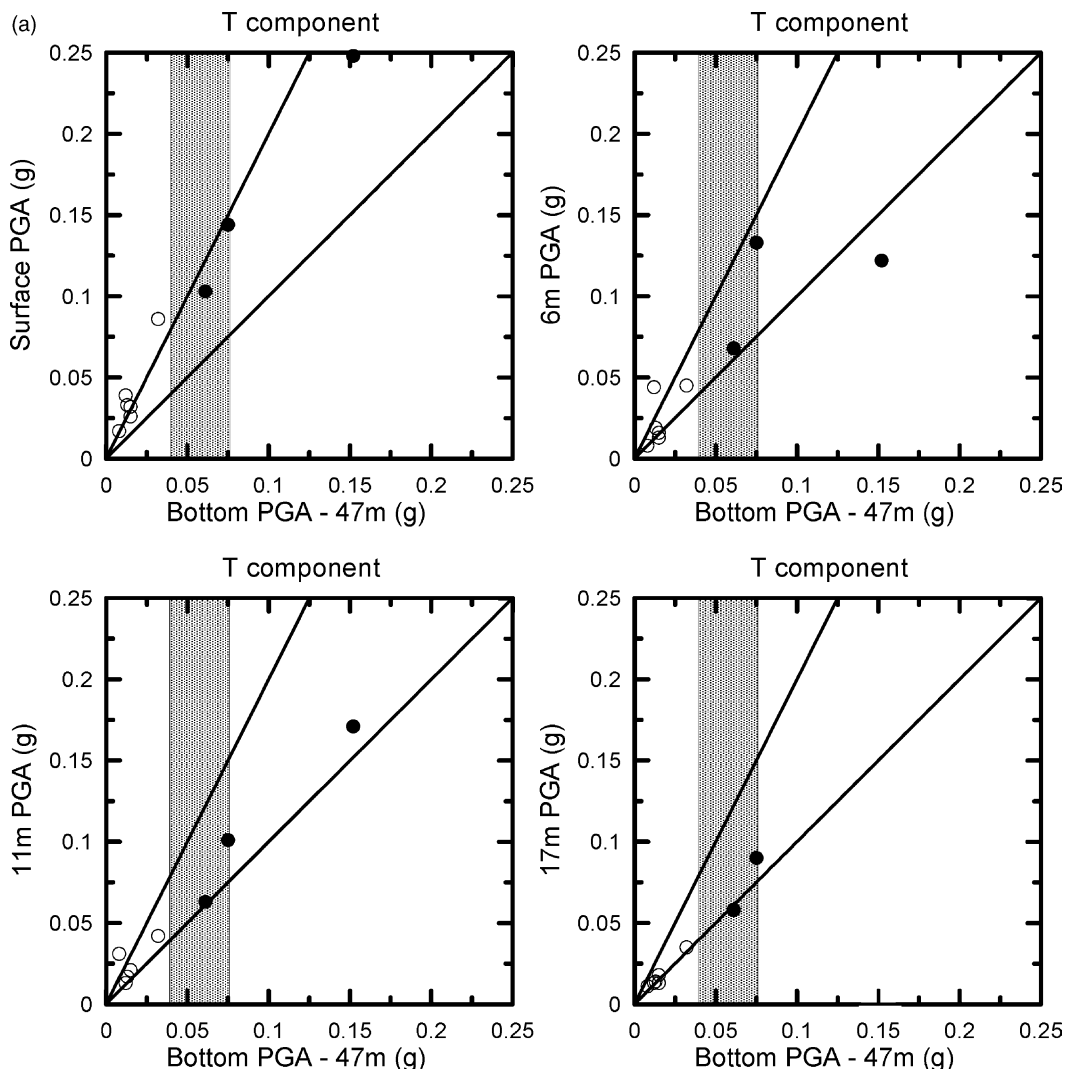 (a)
T component
0.25
0.2
0.15
0.1
0.05
0
Surface PGA (g)
0 0.05 0.1 0.15 0.2 0.25
Bottom PGA - 47m (g)
T component
0.25
0.2
0.15
0.1
0.05
0
6m PGA (g)
0 0.05 0.1 0.15 0.2 0.25
Bottom PGA - 47m (g)
T component
0.25
0.2
0.15
0.1
0.05
0
11m PGA (g)
0 0.05 0.1 0.15 0.2 0.25
Bottom PGA - 47m (g)
T component
0.25
0.2
0.15
0.1
0.05
0
17m PGA (g)
0 0.05 0.1 0.15 0.2 0.25
Bottom PGA - 47m (g)